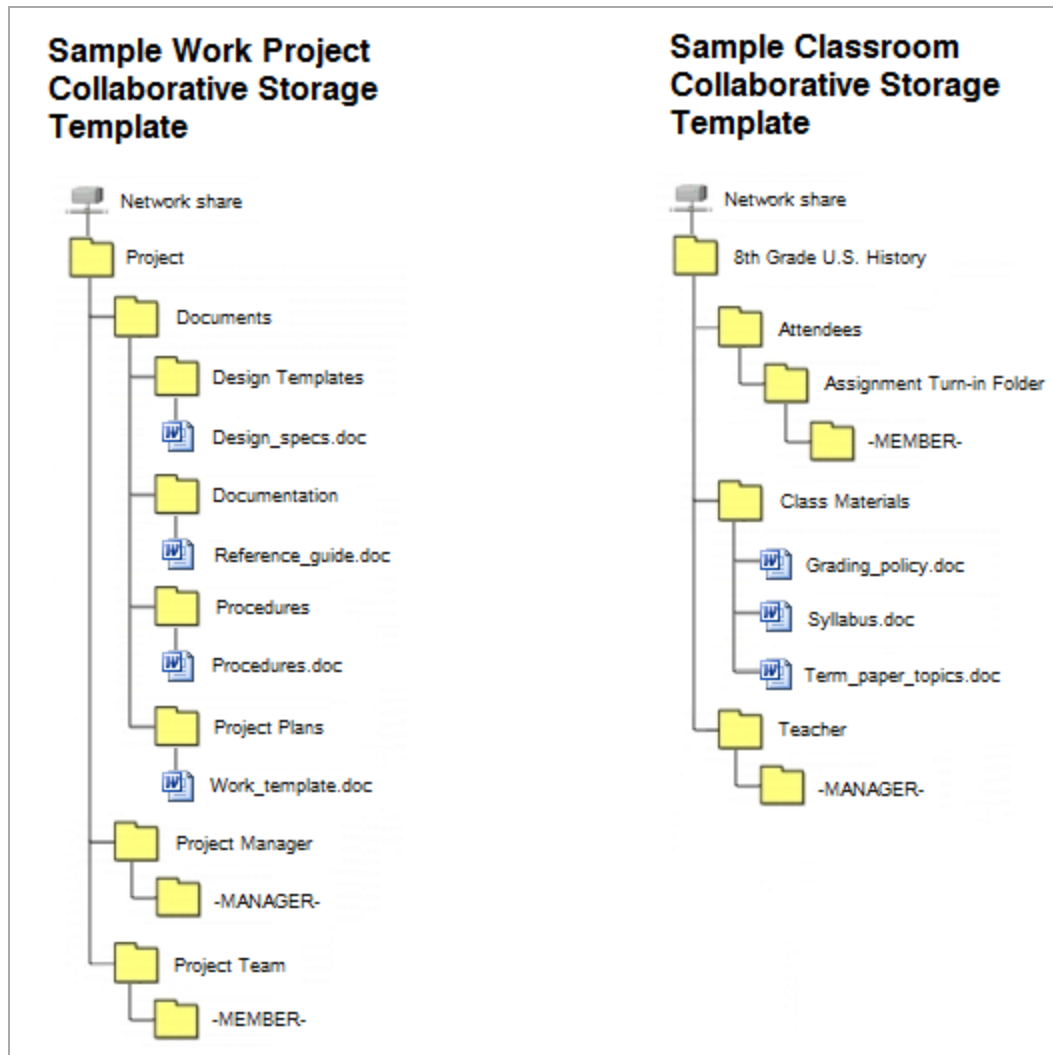 Sample Work Project
Collaborative Storage
Template
Network share
Project
Documents
Design Templates
Design_specs.doc
Documentation
Reference_guide.doc
Procedures
Procedures.doc
Project Plans
Work_template.doc
Project Manager
-MANAGER-
Project Team
-MEMBER-
Sample Classroom
Collaborative Storage
Template
Network share
8th Grade U.S. History
Attendees
Assignment Turn-in Folder
-MEMBER-
Class Materials
Grading_policy.doc
Syllabus.doc
Term_paper_topics.doc
Teacher
-MANAGER-